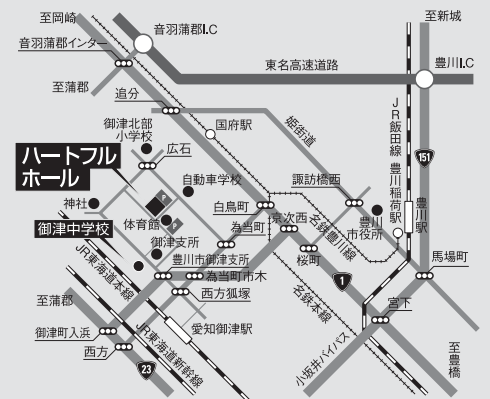 至岡崎
音羽蒲郡I.C
至新城
音羽蒲郡インター
東名高速道路
豊川I.C
至蒲郡
追分
国府駅
姫街道
JR飯田線
豊川稲荷駅
豊川駅
151
御津北部
小学校
広石
ハートフル
ホール
自動車学校
諏訪橋西
神社
白鳥町
豊川
市役所
体育館
為当町
京次西
名鉄豊川線
御津中学校
御津支所
桜町
馬場町
JR東海道本線
豊川市御津支所
為当町市木
1
西方狐塚
至蒲郡
名鉄本線
宮下
愛知御津駅
御津町入浜
JR東海道新幹線
西方
23
小坂井バイパス
至豊橋